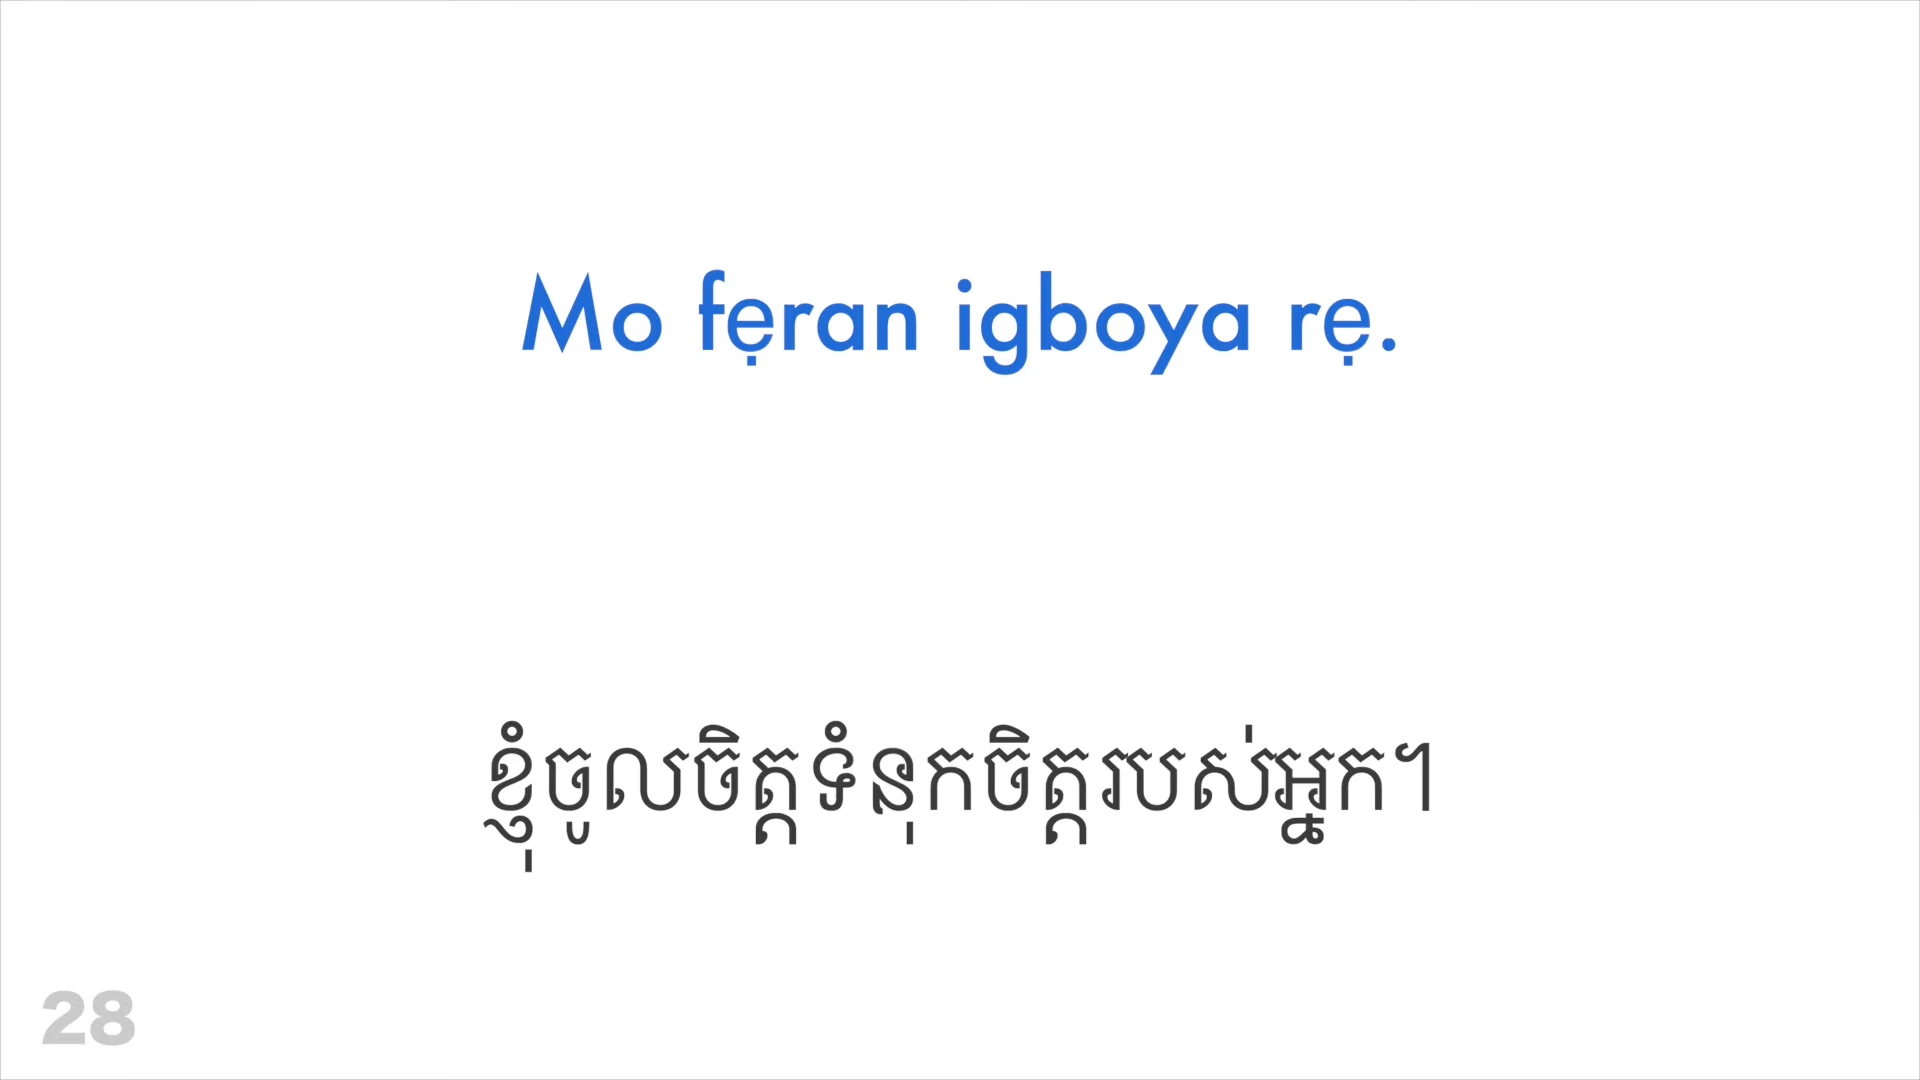 Mo fẹran igboya rẹ.
ខ្ញុំចូលចិត្តទំនុកចិត្តរបស់អ្នក។
28